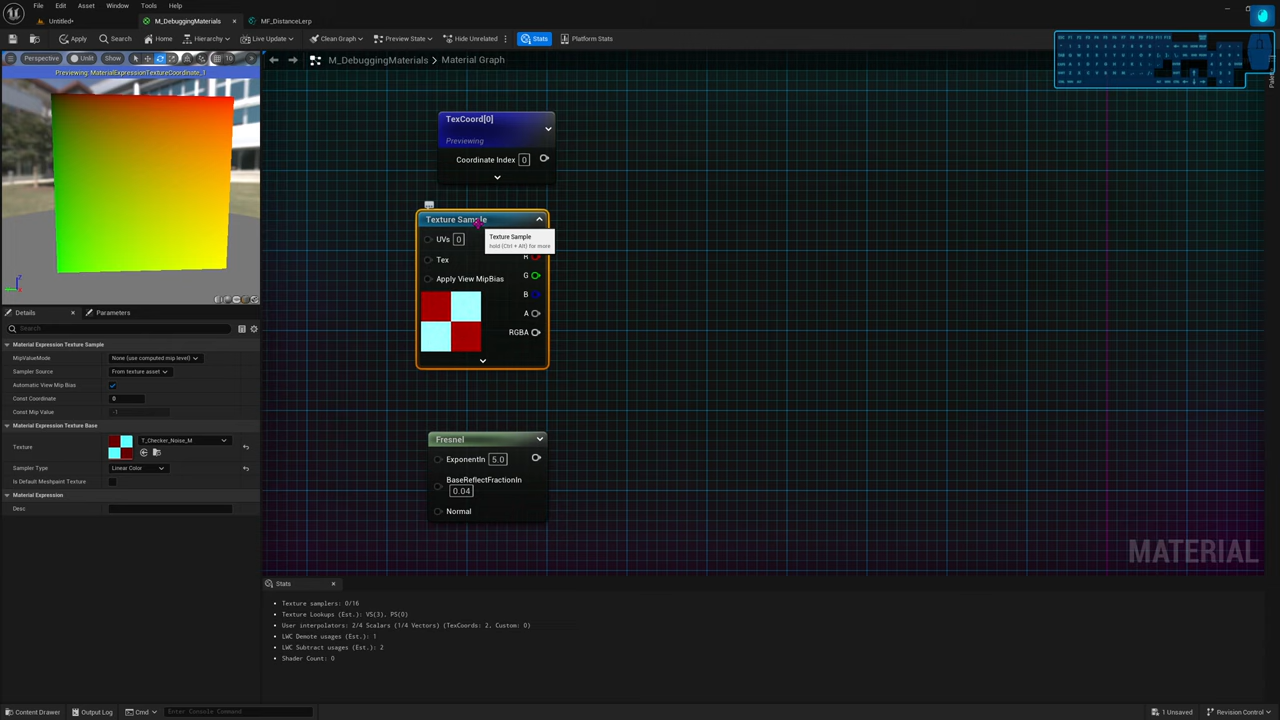 File Edit Asset Window Tools Help
Untitled* M_DebuggingMaterials MF_DistanceLerp
Apply Search Home Hierarchy Live Update Clean Graph Preview State Hide Unrelated Stats Platform Stats
Perspective Unlit Show 10
M_DebuggingMaterials > Material Graph
Previewing: MaterialExpressionTextureCoordinate_1
TexCoord[0]
Previewing
Coordinate Index 0
Texture Sample
UVs 0
Texture Sample
hold (Ctrl + Alt) for more
Tex
R
Apply View MipBias
G
B
A
RGBA
Fresnel
ExponentIn 5.0
BaseReflectFractionIn
0.04
Normal
MATERIAL
Details Parameters
Search
Material Expression Texture Sample
MipValueMode None (use computed mip level)
Sampler Source From texture asset
Automatic View Mip Bias
Const Coordinate 0
Const Mip Value -1
Material Expression Texture Base
Texture T_Checker_Noise_M
Sampler Type Linear Color
Is Default Meshpaint Texture
Material Expression
Desc
Stats
Texture samplers: 0/16
Texture Lookups (Est.): VS(3), PS(0)
User interpolators: 2/4 Scalars (1/4 Vectors) (TexCoords: 2, Custom: 0)
LWC Demote usages (Est.): 1
LWC Subtract usages (Est.): 2
Shader Count: 0
Content Drawer Output Log Cmd Enter Console Command 1 Unsaved Revision Control